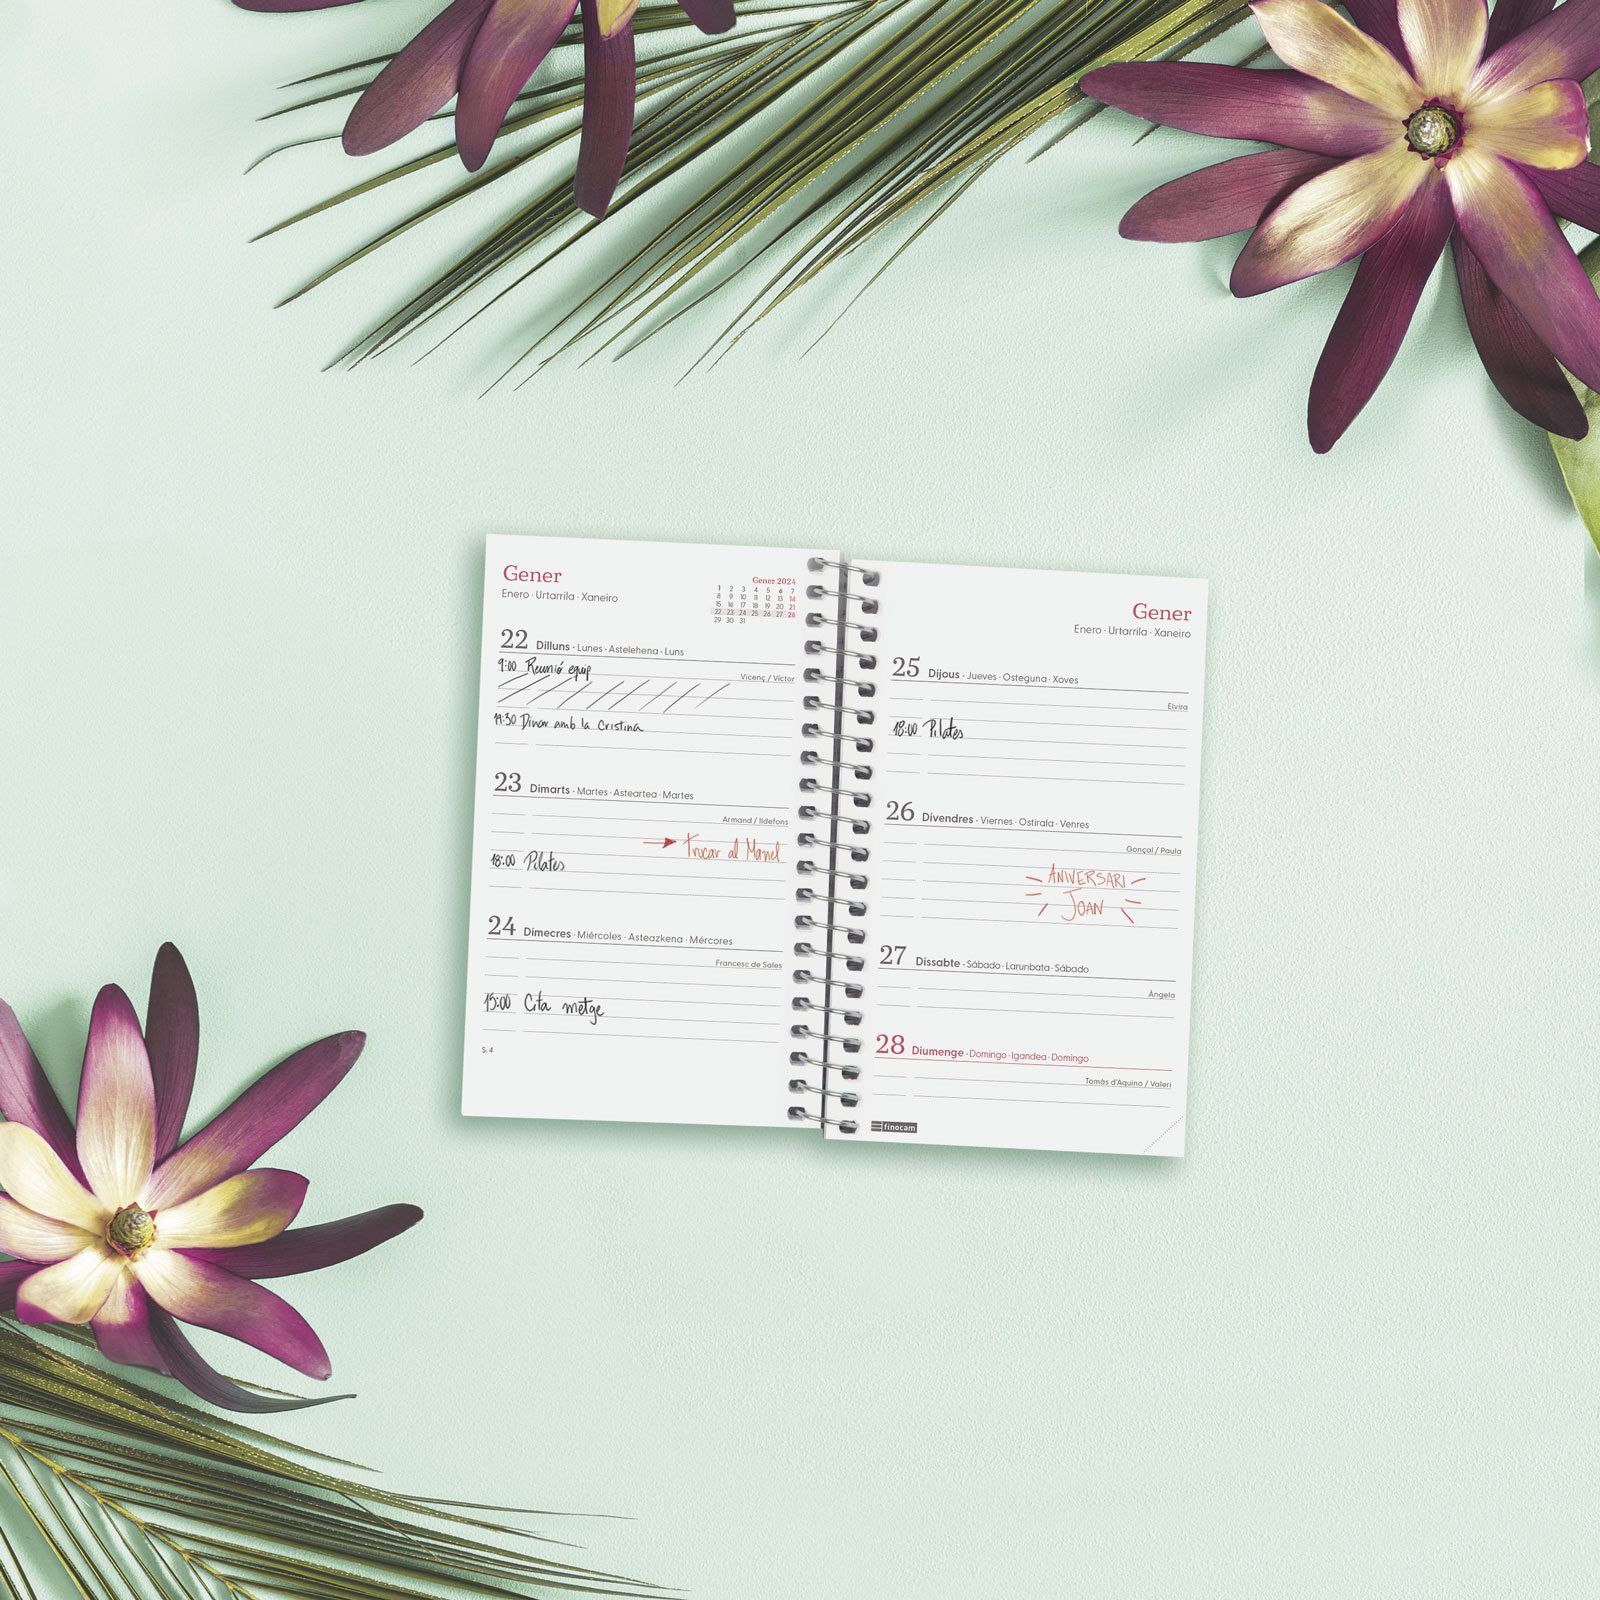 Gener
Enero · Urtarrila · Xaneiro
Gener 2024
1 2 3 4 5 6 7
8 9 10 11 12 13 14
15 16 17 18 19 20 21
22 23 24 25 26 27 28
29 30 31
22 Dilluns · Lunes · Astelehena · Luns
9:00 Reunió equip
Vicenç / Víctor
Dinar amb la Cristina
23 Dimarts · Martes · Asteartea · Martes
Armand / Ildefons
Trucar al Manel
18:00 Pilates
24 Dimecres · Miércoles · Asteazkena · Mércores
Francesc de Sales
15:00 Cita metge
S. 4
Gener
Enero · Urtarrila · Xaneiro
25 Dijous · Jueves · Osteguna · Xoves
Elvira
18:00 Pilates
26 Divendres · Viernes · Ostirala · Venres
Gonçal / Paula
ANIVERSARI
JOAN
27 Dissabte · Sábado · Larunbata · Sábado
Àngela
28 Diumenge · Domingo · Igandea · Domingo
Tomàs d'Aquino / Valeri
finocam